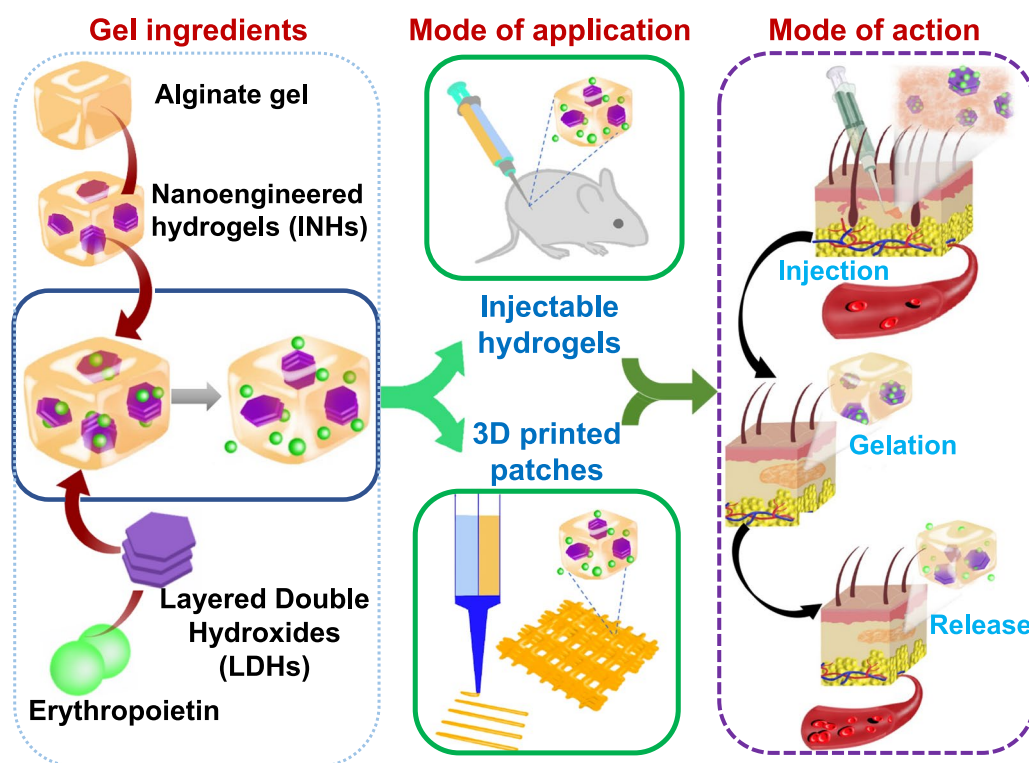 Gel ingredients
Alginate gel
Nanoengineered
hydrogels (INHs)
Layered Double
Hydroxides
(LDHs)
Erythropoietin
Mode of application
Injectable
hydrogels
3D printed
patches
Mode of action
Injection
Gelation
Release